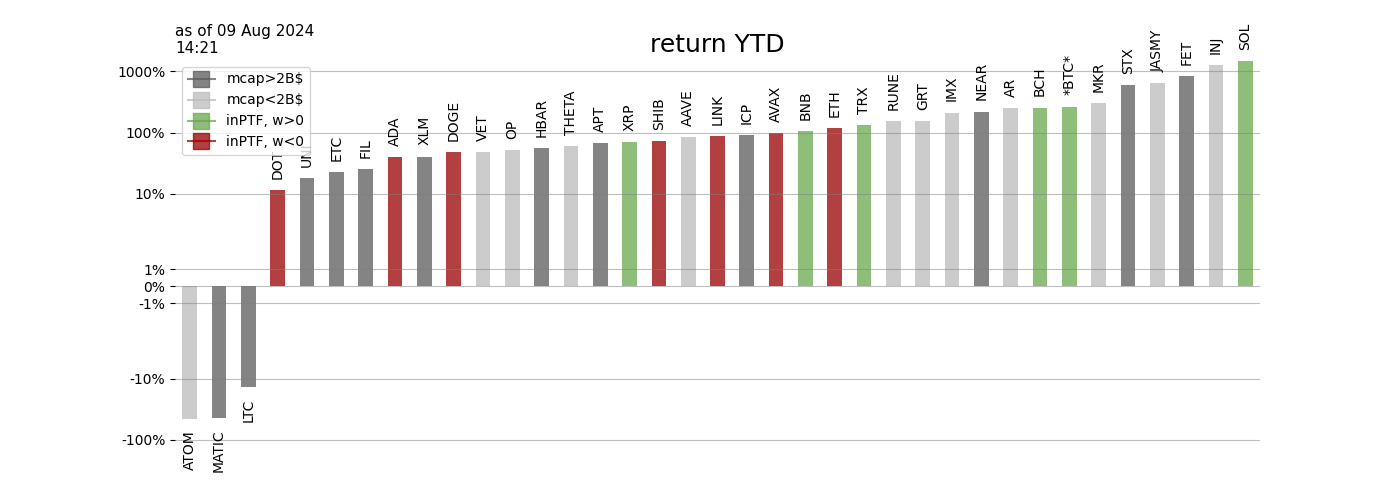 as of 09 Aug 2024
14:21
return YTD
mcap>2B$
mcap<2B$
inPTF, w>0
inPTF, w<0
1000%
100%
10%
1%
0%
-1%
-10%
-100%
ATOM
MATIC
LTC
DOT
UNI
ETC
FIL
ADA
XLM
DOGE
VET
OP
HBAR
THETA
APT
XRP
SHIB
AAVE
LINK
ICP
AVAX
BNB
ETH
TRX
RUNE
GRT
IMX
NEAR
AR
BCH
*BTC*
MKR
STX
JASMY
FET
INJ
SOL